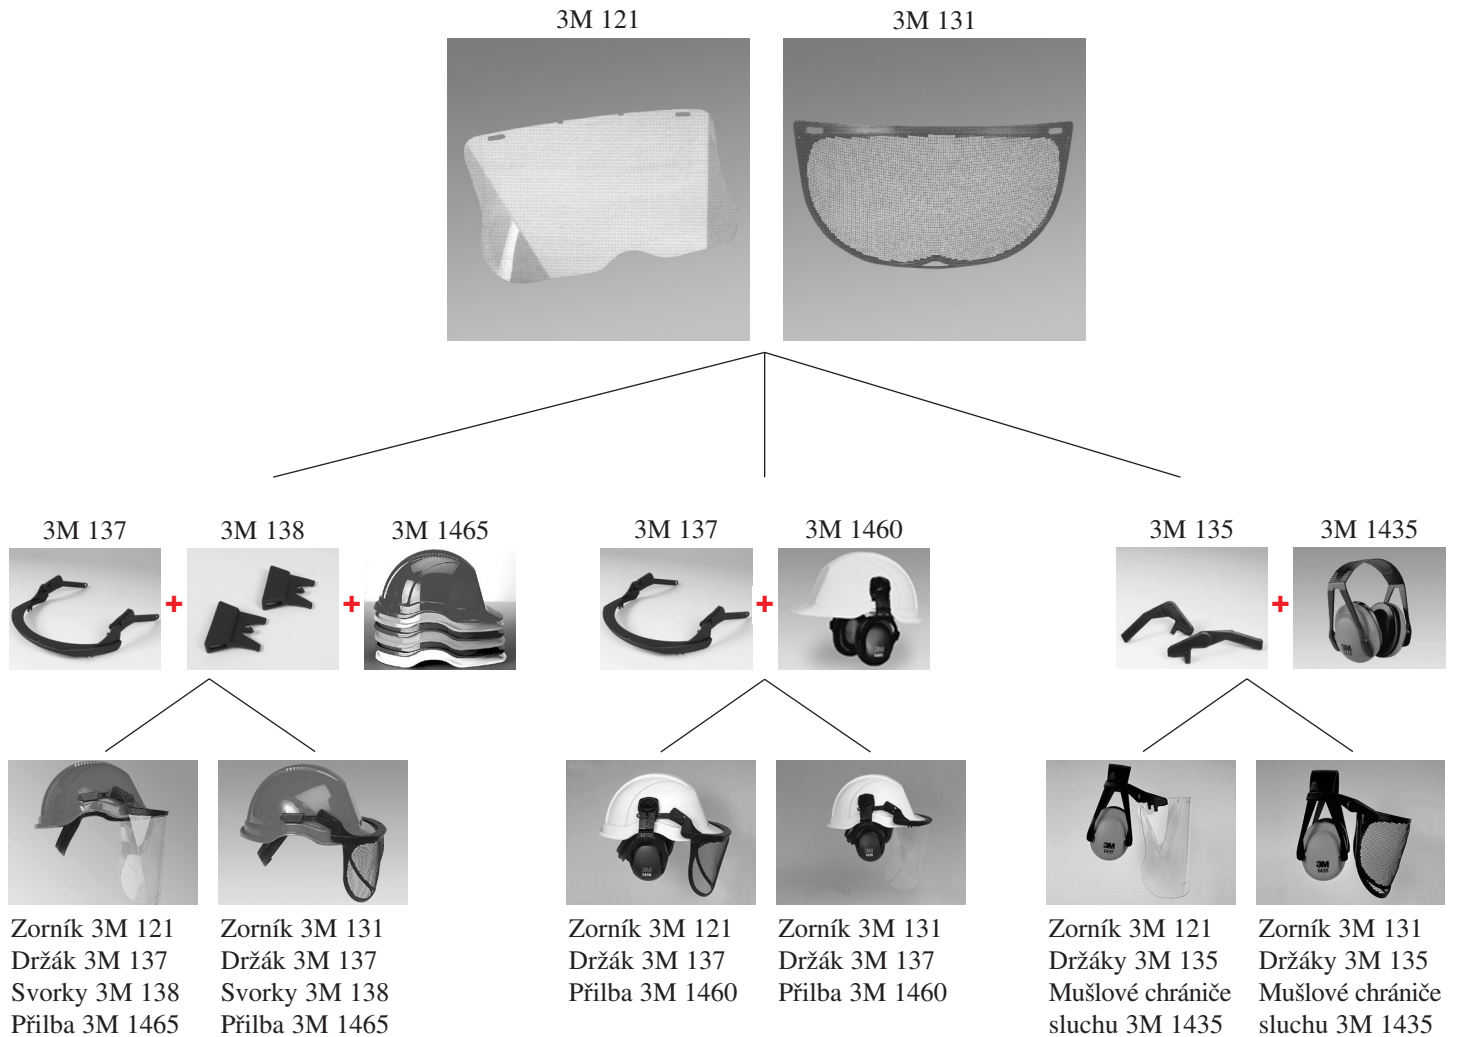 3M 121
3M 131
3M 137
3M 138
3M 1465
3M 137
3M 1460
3M 135
3M 1435
Zorník 3M 121
Držák 3M 137
Svorky 3M 138
Přilba 3M 1465
Zorník 3M 131
Držák 3M 137
Svorky 3M 138
Přilba 3M 1465
Zorník 3M 121
Držák 3M 137
Přilba 3M 1460
Zorník 3M 131
Držák 3M 137
Přilba 3M 1460
Zorník 3M 121
Držáky 3M 135
Mušlové chrániče
sluchu 3M 1435
Zorník 3M 131
Držáky 3M 135
Mušlové chrániče
sluchu 3M 1435